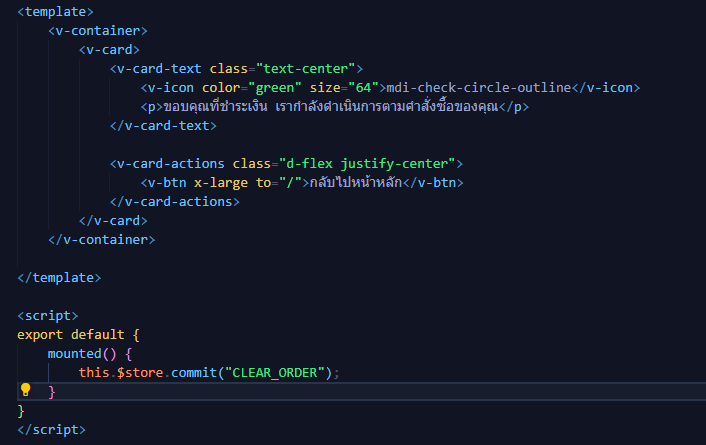 <template>
    <v-container>
        <v-card>
            <v-card-text class="text-center">
                <v-icon color="green" size="64">mdi-check-circle-outline</v-icon>
                <p>ขอบคุณที่ชำระเงิน เรากำลังดำเนินการตามคำสั่งซื้อของคุณ</p>
            </v-card-text>

            <v-card-actions class="d-flex justify-center">
                <v-btn x-large to="/">กลับไปหน้าหลัก</v-btn>
            </v-card-actions>
        </v-card>
    </v-container>

</template>

<script>
export default {
    mounted() {
        this.$store.commit("CLEAR_ORDER");
    }
}
</script>